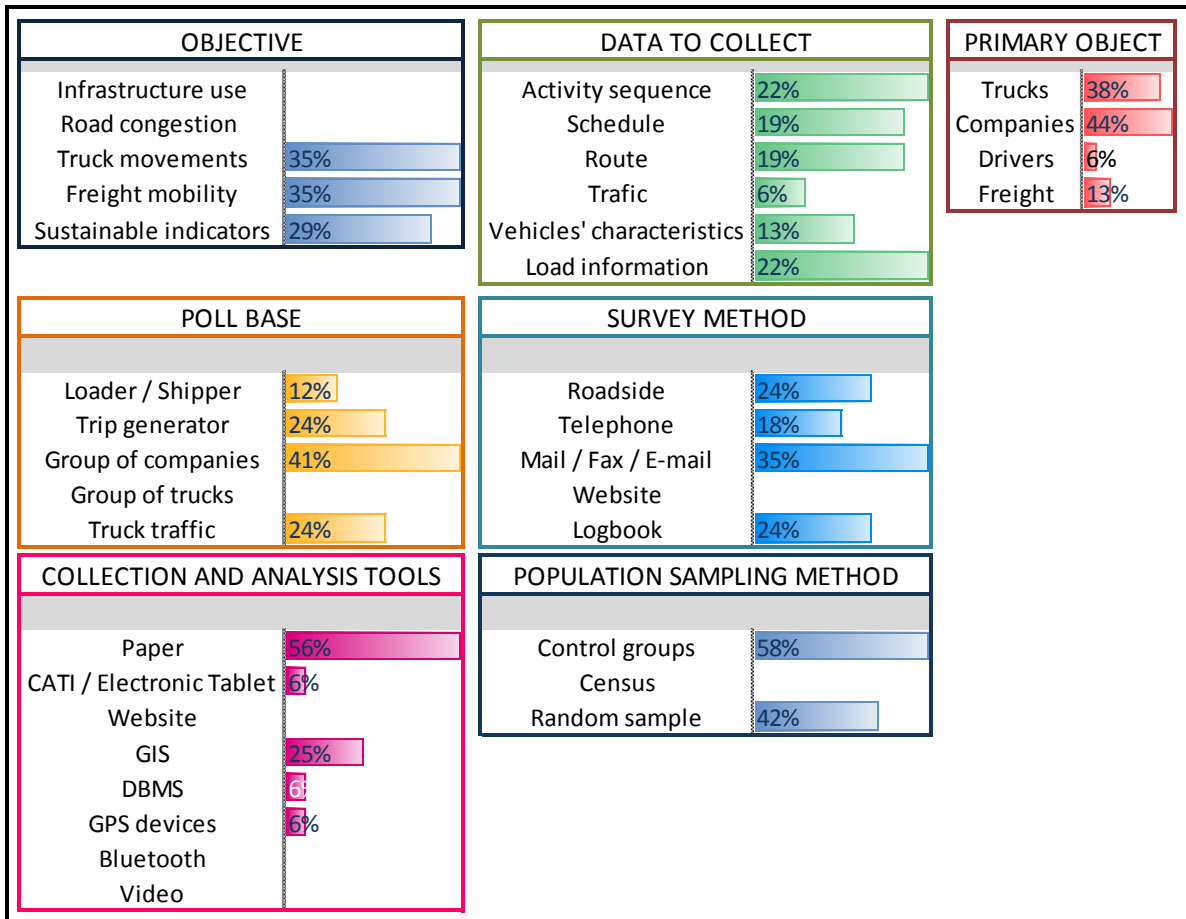 OBJECTIVE
Infrastructure use
Road congestion
Truck movements 35%
Freight mobility 35%
Sustainable indicators 29%
DATA TO COLLECT
Activity sequence 22%
Schedule 19%
Route 19%
Trafic 6%
Vehicles' characteristics 13%
Load information 22%
PRIMARY OBJECT
Trucks 38%
Companies 44%
Drivers 6%
Freight 13%
POLL BASE
Loader / Shipper 12%
Trip generator 24%
Group of companies 41%
Group of trucks
Truck traffic 24%
SURVEY METHOD
Roadside 24%
Telephone 18%
Mail / Fax / E-mail 35%
Website
Logbook 24%
COLLECTION AND ANALYSIS TOOLS
Paper 56%
CATI / Electronic Tablet 6%
Website
GIS 25%
DBMS
GPS devices 6%
Bluetooth
Video
POPULATION SAMPLING METHOD
Control groups 58%
Census
Random sample 42%